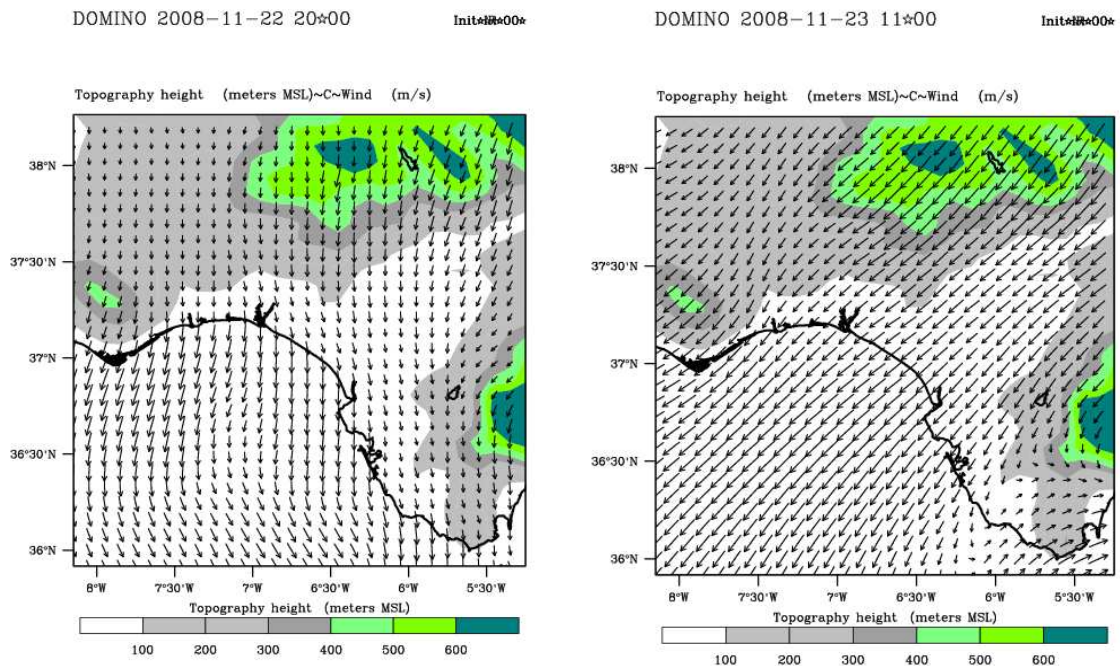 DOMINO 2008-11-22 20☆00
Topography height (meters MSL)~C~Wind (m/s)
38°N
37°30'N
37°N
36°30'N
36°N
8°W 7°30'W 7°W 6°30'W 6°W 5°30'W
Topography height (meters MSL)
100 200 300 400 500 600
DOMINO 2008-11-23 11☆00
Topography height (meters MSL)~C~Wind (m/s)
38°N
37°30'N
37°N
36°30'N
36°N
8°W 7°30'W 7°W 6°30'W 6°W 5°30'W
Topography height (meters MSL)
100 200 300 400 500 600